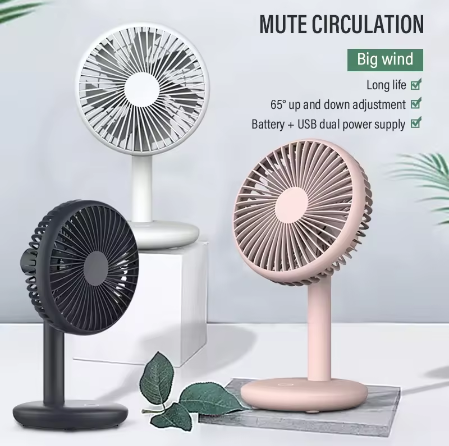 MUTE CIRCULATION
Big wind
Long life
65° up and down adjustment
Battery + USB dual power supply